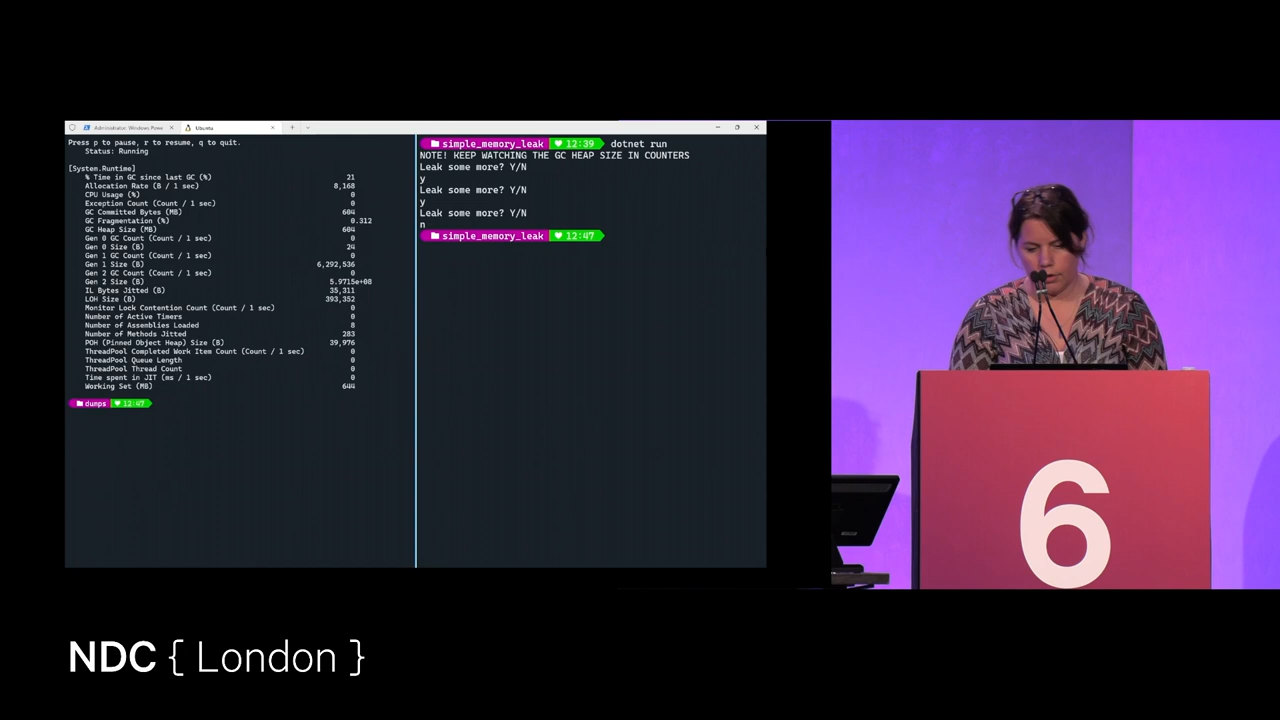 Administrator: Windows Powe
Ubuntu
Press p to pause, r to resume, q to quit.
Status: Running
[System.Runtime]
% Time in GC since last GC (%) 21
Allocation Rate (B / 1 sec) 8,168
CPU Usage (%) 0
Exception Count (Count / 1 sec) 0
GC Committed Bytes (MB) 604
GC Fragmentation (%) 0.312
GC Heap Size (MB) 604
Gen 0 GC Count (Count / 1 sec) 0
Gen 0 Size (B) 24
Gen 1 GC Count (Count / 1 sec) 0
Gen 1 Size (B) 6,292,536
Gen 2 GC Count (Count / 1 sec) 0
Gen 2 Size (B) 5.9715e+08
IL Bytes Jitted (B) 35,311
LOH Size (B) 393,352
Monitor Lock Contention Count (Count / 1 sec) 0
Number of Active Timers 0
Number of Assemblies Loaded 8
Number of Methods Jitted 283
POH (Pinned Object Heap) Size (B) 39,976
ThreadPool Completed Work Item Count (Count / 1 sec) 0
ThreadPool Queue Length 0
ThreadPool Thread Count 0
Time spent in JIT (ms / 1 sec) 0
Working Set (MB) 644
dumps 12:47
simple_memory_leak 12:39 dotnet run
NOTE! KEEP WATCHING THE GC HEAP SIZE IN COUNTERS
Leak some more? Y/N
y
Leak some more? Y/N
y
Leak some more? Y/N
n
simple_memory_leak 12:47
6
NDC { London }